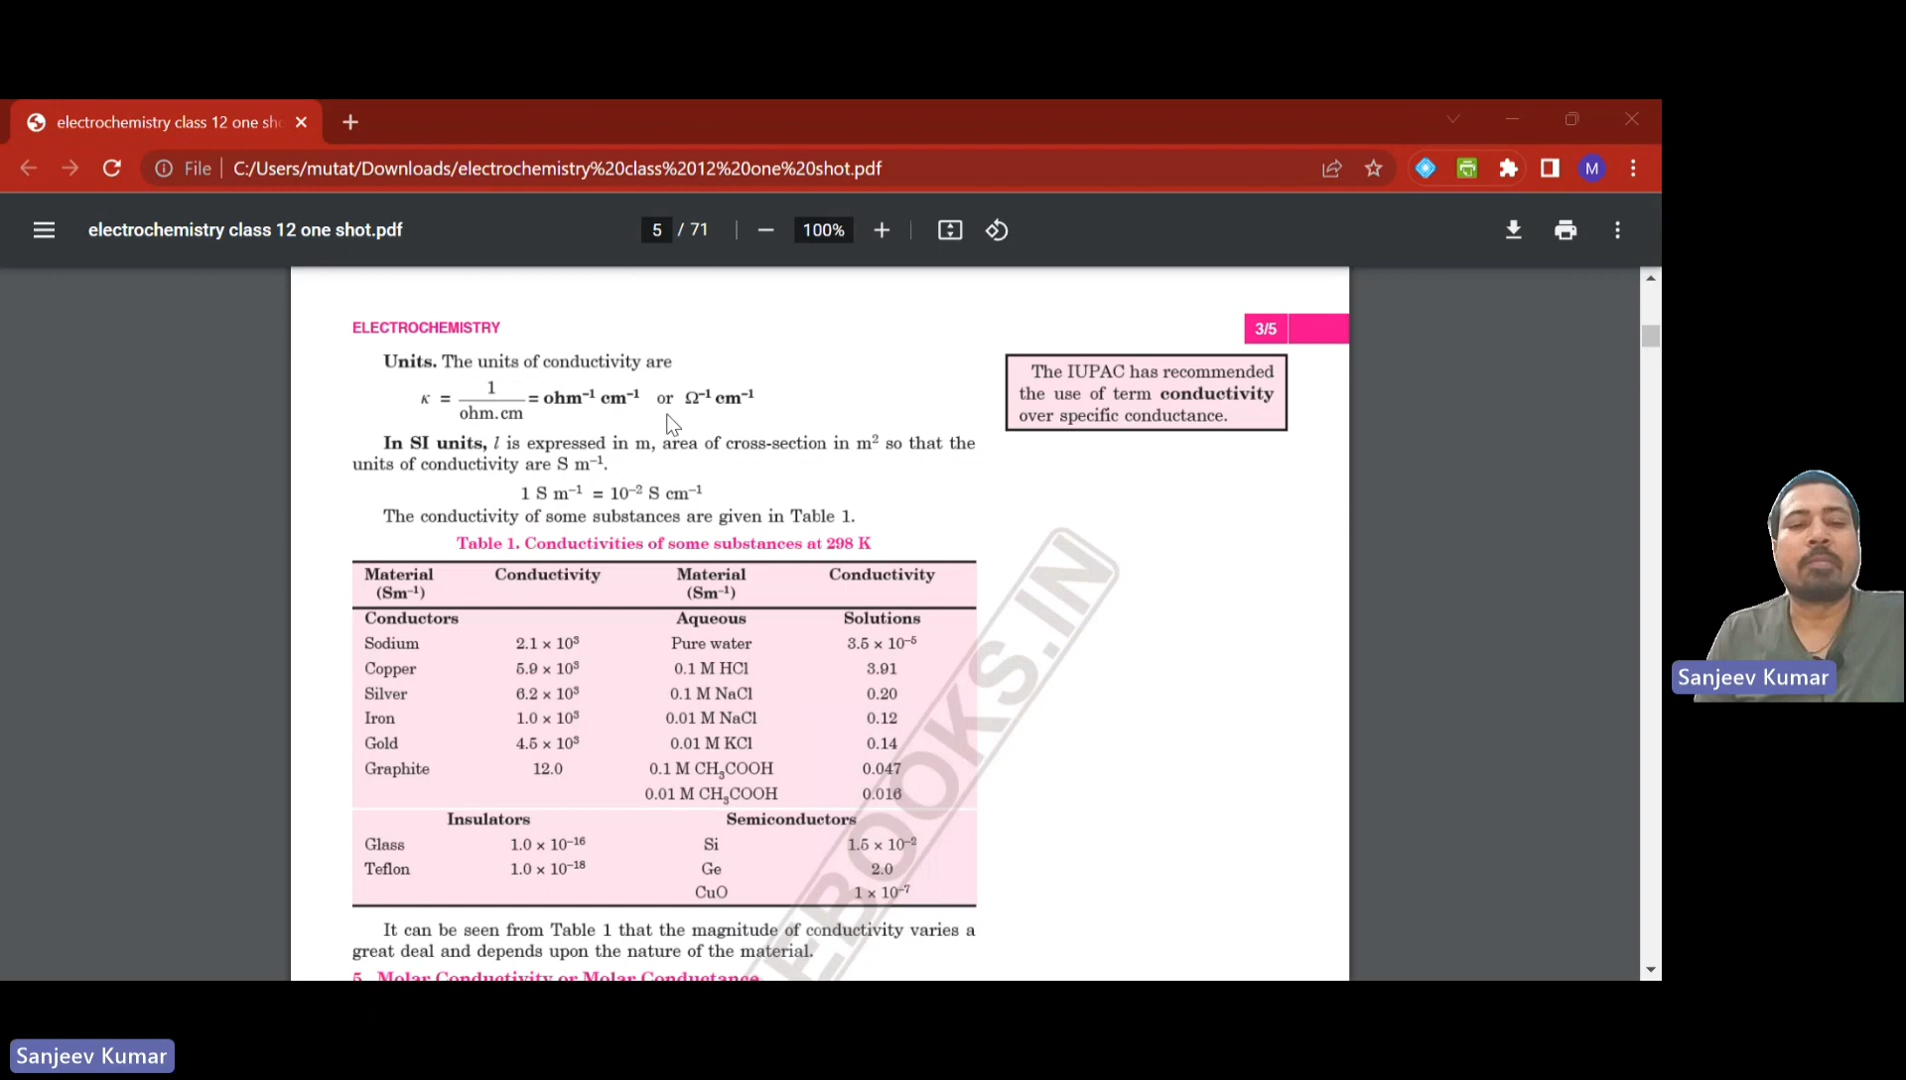 electrochemistry class 12 one sh
File C:/Users/mutat/Downloads/electrochemistry%20class%2012%20one%20shot.pdf
M
electrochemistry class 12 one shot.pdf
5 / 71
100%
ELECTROCHEMISTRY
3/5
Units. The units of conductivity are
κ = 1 / ohm.cm = ohm⁻¹ cm⁻¹ or Ω⁻¹ cm⁻¹
In SI units, l is expressed in m, area of cross-section in m² so that the
units of conductivity are S m⁻¹.
1 S m⁻¹ = 10⁻² S cm⁻¹
The conductivity of some substances are given in Table 1.
The IUPAC has recommended
the use of term conductivity
over specific conductance.
Table 1. Conductivities of some substances at 298 K
Material Conductivity Material Conductivity
(Sm⁻¹) (Sm⁻¹)
Conductors Aqueous Solutions
Sodium 2.1 × 10³ Pure water 3.5 × 10⁻⁵
Copper 5.9 × 10³ 0.1 M HCl 3.91
Silver 6.2 × 10³ 0.1 M NaCl 0.20
Iron 1.0 × 10³ 0.01 M NaCl 0.12
Gold 4.5 × 10³ 0.01 M KCl 0.14
Graphite 12.0 0.1 M CH₃COOH 0.047
0.01 M CH₃COOH 0.016
Insulators Semiconductors
Glass 1.0 × 10⁻¹⁶ Si 1.5 × 10⁻²
Teflon 1.0 × 10⁻¹⁸ Ge 2.0
CuO 1 × 10⁻⁷
It can be seen from Table 1 that the magnitude of conductivity varies a
great deal and depends upon the nature of the material.
5. Molar Conductivity or Molar Conductance
EBOOKS.IN
Sanjeev Kumar
Sanjeev Kumar